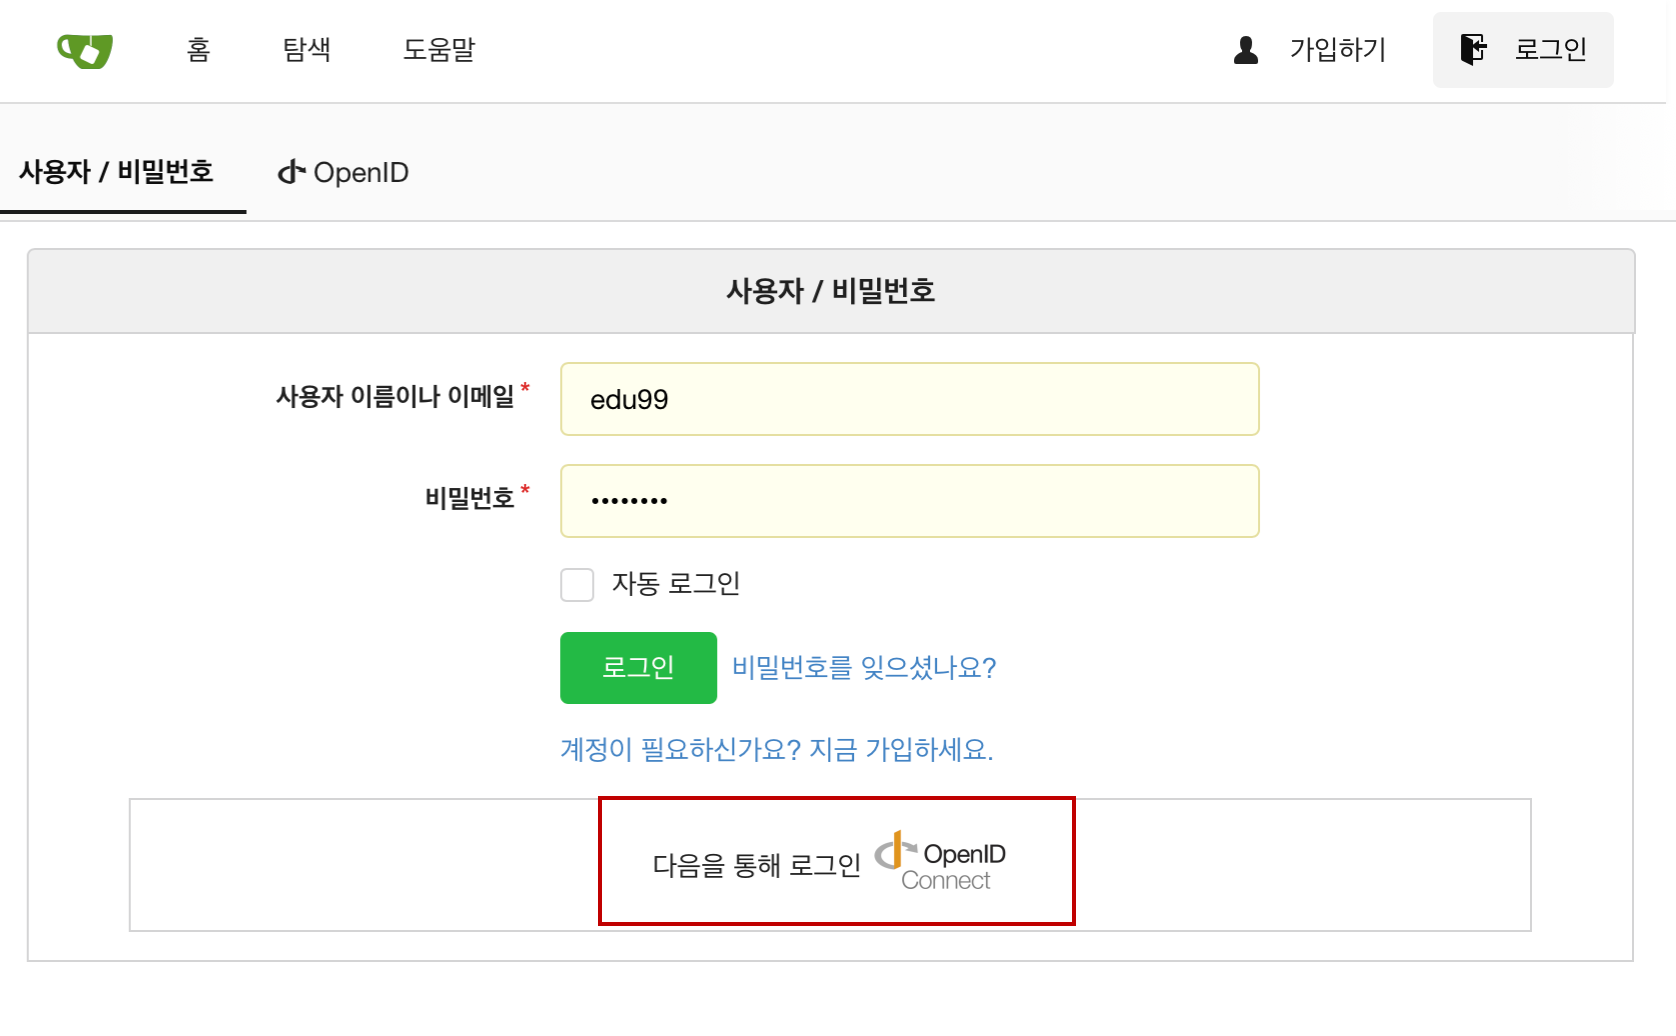 홈 탐색 도움말 가입하기 로그인
사용자 / 비밀번호 OpenID
사용자 / 비밀번호
사용자 이름이나 이메일 * edu99
비밀번호 * ••••••••
자동 로그인
로그인 비밀번호를 잊으셨나요?
계정이 필요하신가요? 지금 가입하세요.
다음을 통해 로그인 OpenID
Connect